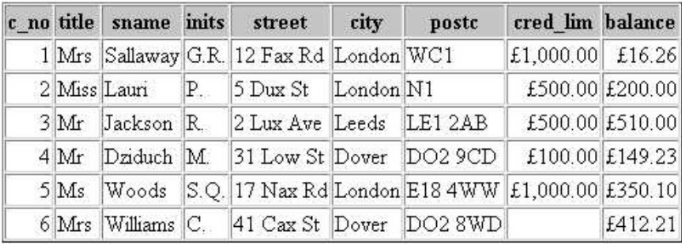 c_no title sname inits street city postc cred_lim balance
1 Mrs Sallaway G.R. 12 Fax Rd London WC1 £1,000.00 £16.26
2 Miss Lauri P. 5 Dux St London N1 £500.00 £200.00
3 Mr Jackson R. 2 Lux Ave Leeds LE1 2AB £500.00 £510.00
4 Mr Dziduch M. 31 Low St Dover DO2 9CD £100.00 £149.23
5 Ms Woods S.Q. 17 Nax Rd London E18 4WW £1,000.00 £350.10
6 Mrs Williams C. 41 Cax St Dover DO2 8WD £412.21